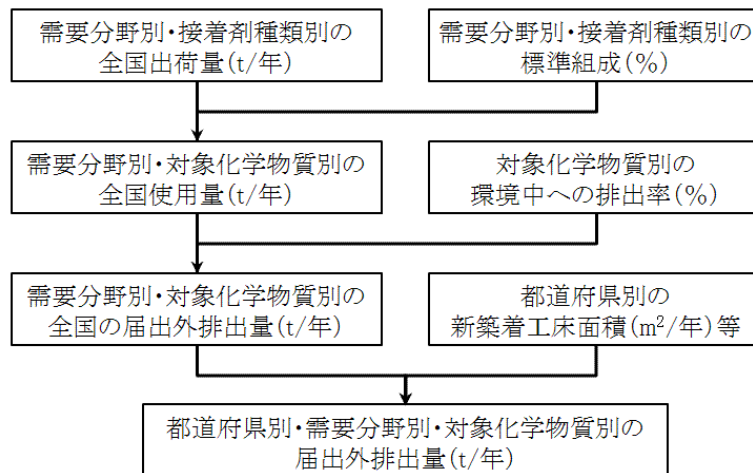 需要分野別・接着剤種類別の
全国出荷量(t/年)
需要分野別・接着剤種類別の
標準組成(%)
需要分野別・対象化学物質別の
全国使用量(t/年)
対象化学物質別の
環境中への排出率(%)
需要分野別・対象化学物質別の
全国の届出外排出量(t/年)
都道府県別の
新築着工床面積(m²/年)等
都道府県別・需要分野別・対象化学物質別の
届出外排出量(t/年)